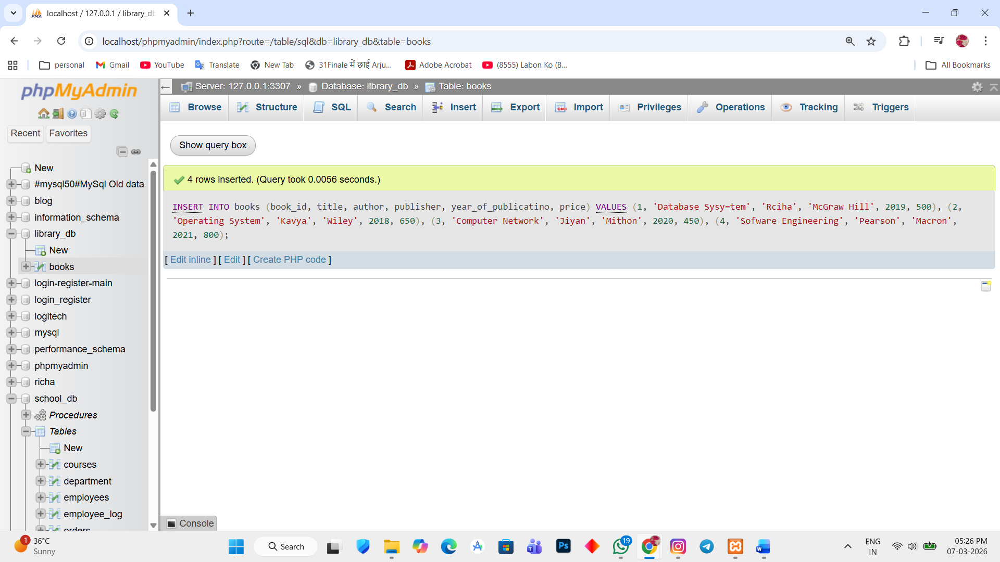 localhost / 127.0.0.1 / library_db
localhost/phpmyadmin/index.php?route=/table/sql&db=library_db&table=books
personal
Gmail
YouTube
Translate
New Tab
31Finale में छाई Arju...
Adobe Acrobat
(8555) Labon Ko (8...
All Bookmarks
phpMyAdmin
Server: 127.0.0.1:3307 » Database: library_db » Table: books
Browse
Structure
SQL
Search
Insert
Export
Import
Privileges
Operations
Tracking
Triggers
Recent
Favorites
New
#mysql50#MySql Old data
blog
information_schema
library_db
New
books
login-register-main
login_register
logitech
mysql
performance_schema
phpmyadmin
richa
school_db
Procedures
Tables
New
courses
department
employees
employee_log
orders
Show query box
4 rows inserted. (Query took 0.0056 seconds.)
INSERT INTO books (book_id, title, author, publisher, year_of_publicatino, price) VALUES (1, 'Database Sysy=tem', 'Rciha', 'McGraw Hill', 2019, 500), (2,
'Operating System', 'Kavya', 'Wiley', 2018, 650), (3, 'Computer Network', 'Jiyan', 'Mithon', 2020, 450), (4, 'Sofware Engineering', 'Pearson', 'Macron',
2021, 800);
[ Edit inline ] [ Edit ] [ Create PHP code ]
Console
1
36°C
Sunny
Search
Ps
19
ENG
IN
05:26 PM
07-03-2026